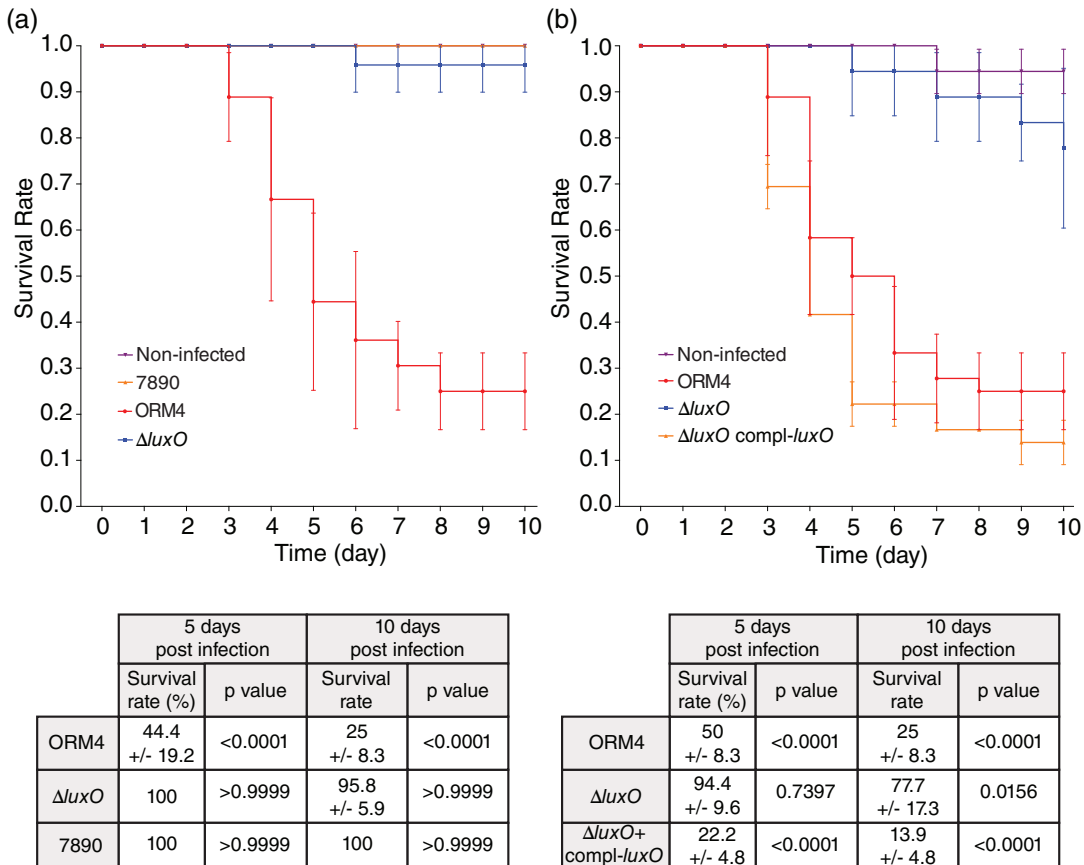 (a)
1.0
0.9
0.8
0.7
0.6
0.5
0.4
0.3
0.2
0.1
0.0
Survival Rate
Non-infected
7890
ORM4
ΔluxO
0 1 2 3 4 5 6 7 8 9 10
Time (day)
(b)
1.0
0.9
0.8
0.7
0.6
0.5
0.4
0.3
0.2
0.1
0.0
Survival Rate
Non-infected
ORM4
ΔluxO
ΔluxO compl-luxO
0 1 2 3 4 5 6 7 8 9 10
Time (day)
5 days
post infection
10 days
post infection
Survival
rate (%)
p value
Survival
rate
p value
ORM4
44.4
+/- 19.2
<0.0001
25
+/- 8.3
<0.0001
ΔluxO
100
>0.9999
95.8
+/- 5.9
>0.9999
7890
100
>0.9999
100
>0.9999
5 days
post infection
10 days
post infection
Survival
rate (%)
p value
Survival
rate
p value
ORM4
50
+/- 8.3
<0.0001
25
+/- 8.3
<0.0001
ΔluxO
94.4
+/- 9.6
0.7397
77.7
+/- 17.3
0.0156
ΔluxO+
compl-luxO
22.2
+/- 4.8
<0.0001
13.9
+/- 4.8
<0.0001